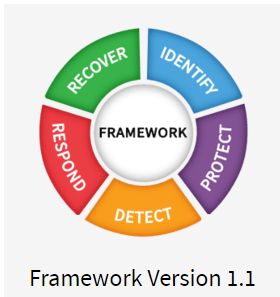 RECOVER
IDENTIFY
FRAMEWORK
RESPOND
PROTECT
DETECT
Framework Version 1.1